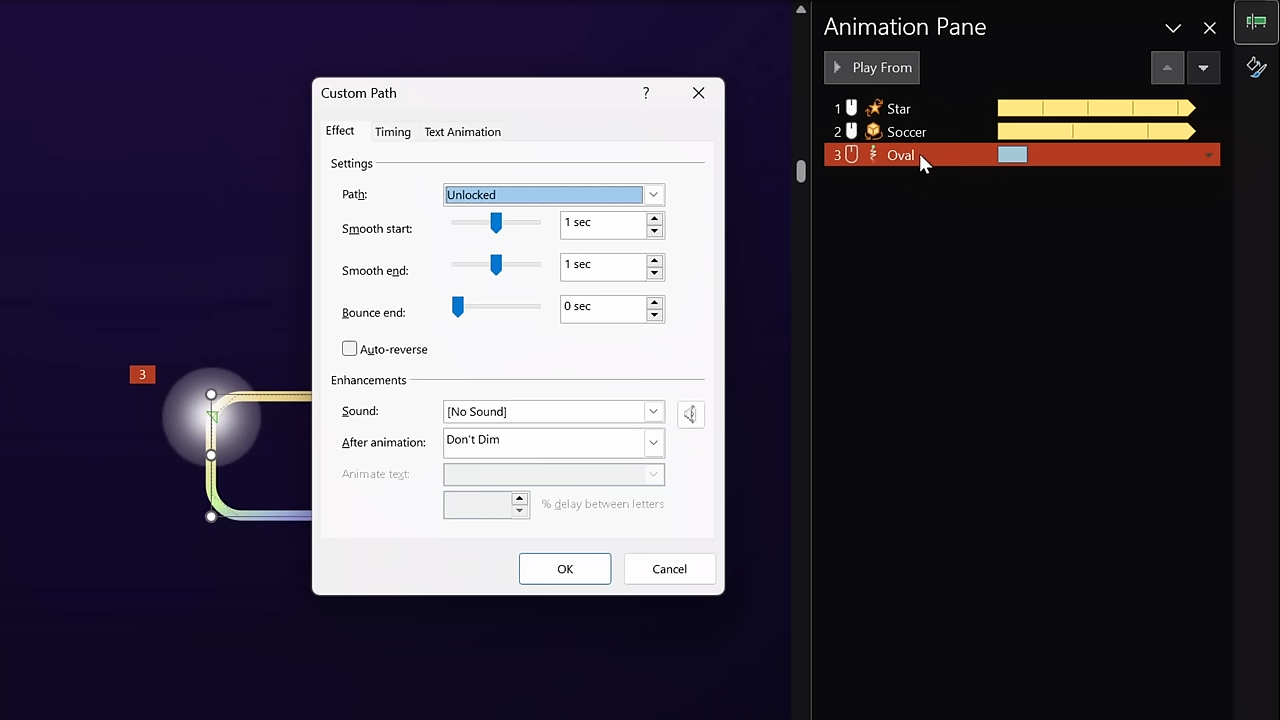 Animation Pane
Play From
1 Star
2 Soccer
3 Oval
Custom Path
?
Effect Timing Text Animation
Settings
Path: Unlocked
Smooth start: 1 sec
Smooth end: 1 sec
Bounce end: 0 sec
Auto-reverse
Enhancements
Sound: [No Sound]
After animation: Don't Dim
Animate text:
% delay between letters
OK Cancel
3